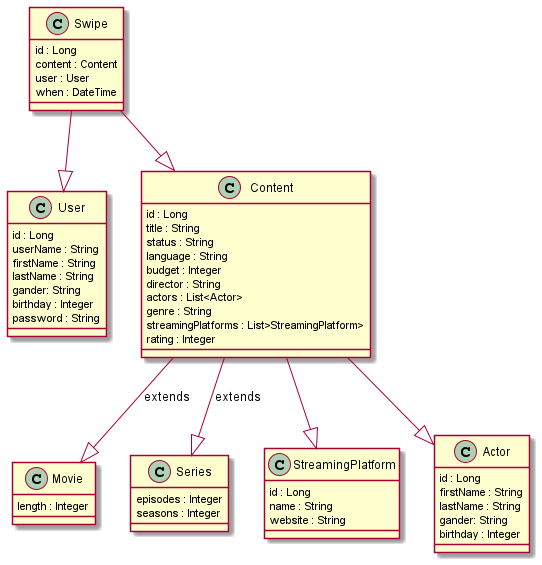 C Swipe
id : Long
content : Content
user : User
when : DateTime
C User
id : Long
userName : String
firstName : String
lastName : String
gander: String
birthday : Integer
password : String
C Content
id : Long
title : String
status : String
language : String
budget : Integer
director : String
actors : List<Actor>
genre : String
streamingPlatforms : List>StreamingPlatform>
rating : Integer
extends
extends
C Movie
length : Integer
C Series
episodes : Integer
seasons : Integer
C StreamingPlatform
id : Long
name : String
website : String
C Actor
id : Long
firstName : String
lastName : String
gander: String
birthday : Integer